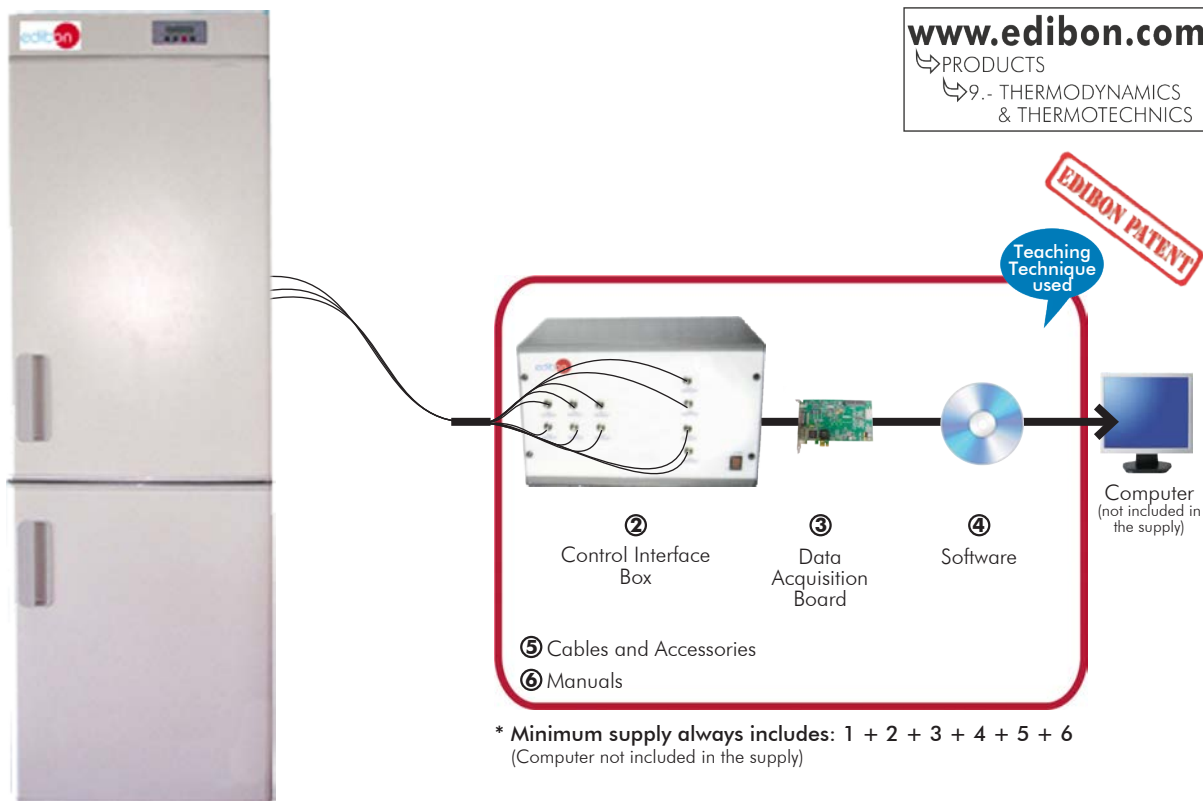 edibon
www.edibon.com
PRODUCTS
9.- THERMODYNAMICS
& THERMOTECHNICS
EDIBON PATENT
Teaching
Technique
used
edibon
2
Control Interface
Box
3
Data
Acquisition
Board
4
Software
Computer
(not included in
the supply)
5 Cables and Accessories
6 Manuals
* Minimum supply always includes: 1 + 2 + 3 + 4 + 5 + 6
(Computer not included in the supply)